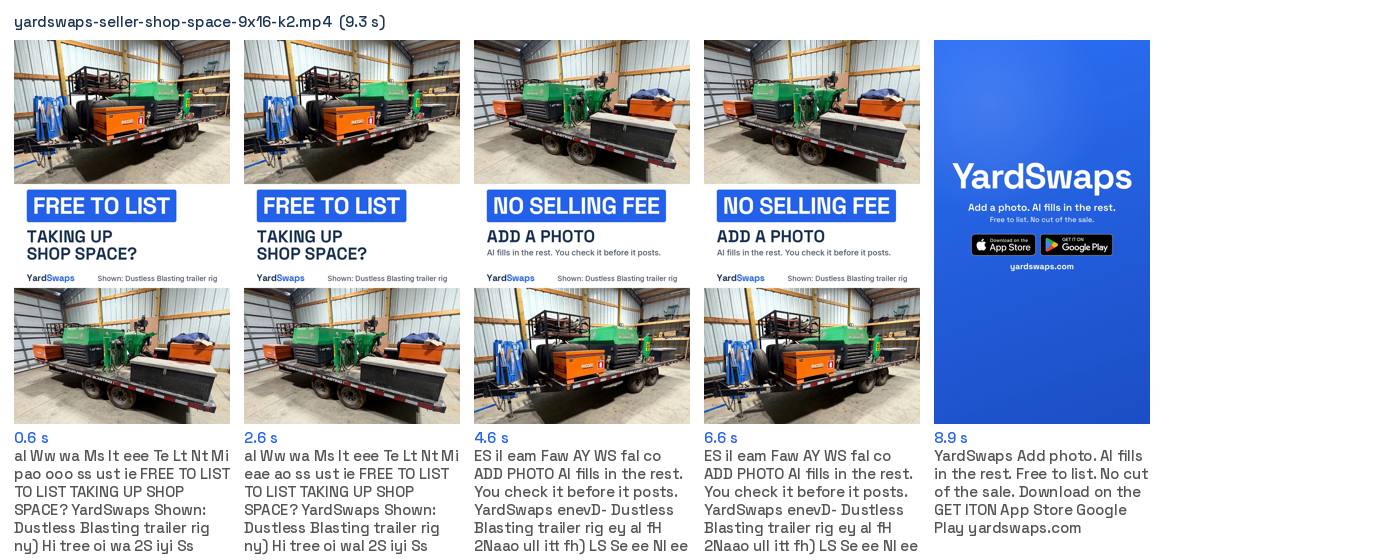 yardswaps-seller-shop-space-9x16-k2.mp4 (9.3 s)
FREE TO LIST
TAKING UP
SHOP SPACE?
YardSwaps Shown: Dustless Blasting trailer rig
FREE TO LIST
TAKING UP
SHOP SPACE?
YardSwaps Shown: Dustless Blasting trailer rig
NO SELLING FEE
ADD A PHOTO
AI fills in the rest. You check it before it posts.
YardSwaps Shown: Dustless Blasting trailer rig
NO SELLING FEE
ADD A PHOTO
AI fills in the rest. You check it before it posts.
YardSwaps Shown: Dustless Blasting trailer rig
YardSwaps
Add a photo. AI fills in the rest.
Free to list. No cut of the sale.
Download on the
App Store
GET IT ON
Google Play
yardswaps.com
0.6 s
al Ww wa Ms It eee Te Lt Nt Mi
pao ooo ss ust ie FREE TO LIST
TO LIST TAKING UP SHOP
SPACE? YardSwaps Shown:
Dustless Blasting trailer rig
ny) Hi tree oi wa 2S iyi Ss
2.6 s
al Ww wa Ms It eee Te Lt Nt Mi
eae ao ss ust ie FREE TO LIST
TO LIST TAKING UP SHOP
SPACE? YardSwaps Shown:
Dustless Blasting trailer rig
ny) Hi tree oi wal 2S iyi Ss
4.6 s
ES il eam Faw AY WS fal co
ADD PHOTO AI fills in the rest.
You check it before it posts.
YardSwaps enevD- Dustless
Blasting trailer rig ey al fH
2Naao ull itt fh) LS Se ee NI ee
6.6 s
ES il eam Faw AY WS fal co
ADD PHOTO AI fills in the rest.
You check it before it posts.
YardSwaps enevD- Dustless
Blasting trailer rig ey al fH
2Naao ull itt fh) LS Se ee NI ee
8.9 s
YardSwaps Add photo. AI fills
in the rest. Free to list. No cut
of the sale. Download on the
GET ITON App Store Google
Play yardswaps.com